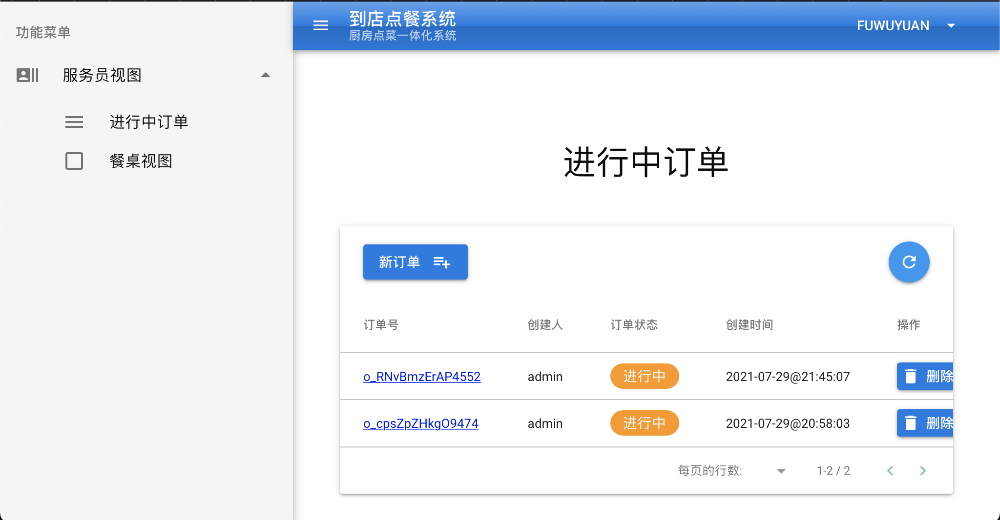 功能菜单
服务员视图
进行中订单
餐桌视图
到店点餐系统
厨房点菜一体化系统
FUWUYUAN
进行中订单
新订单
订单号 创建人 订单状态 创建时间 操作
o_RNvBmzErAP4552 admin 进行中 2021-07-29@21:45:07 删除
o_cpsZpZHkgO9474 admin 进行中 2021-07-29@20:58:03 删除
每页的行数: 1-2 / 2